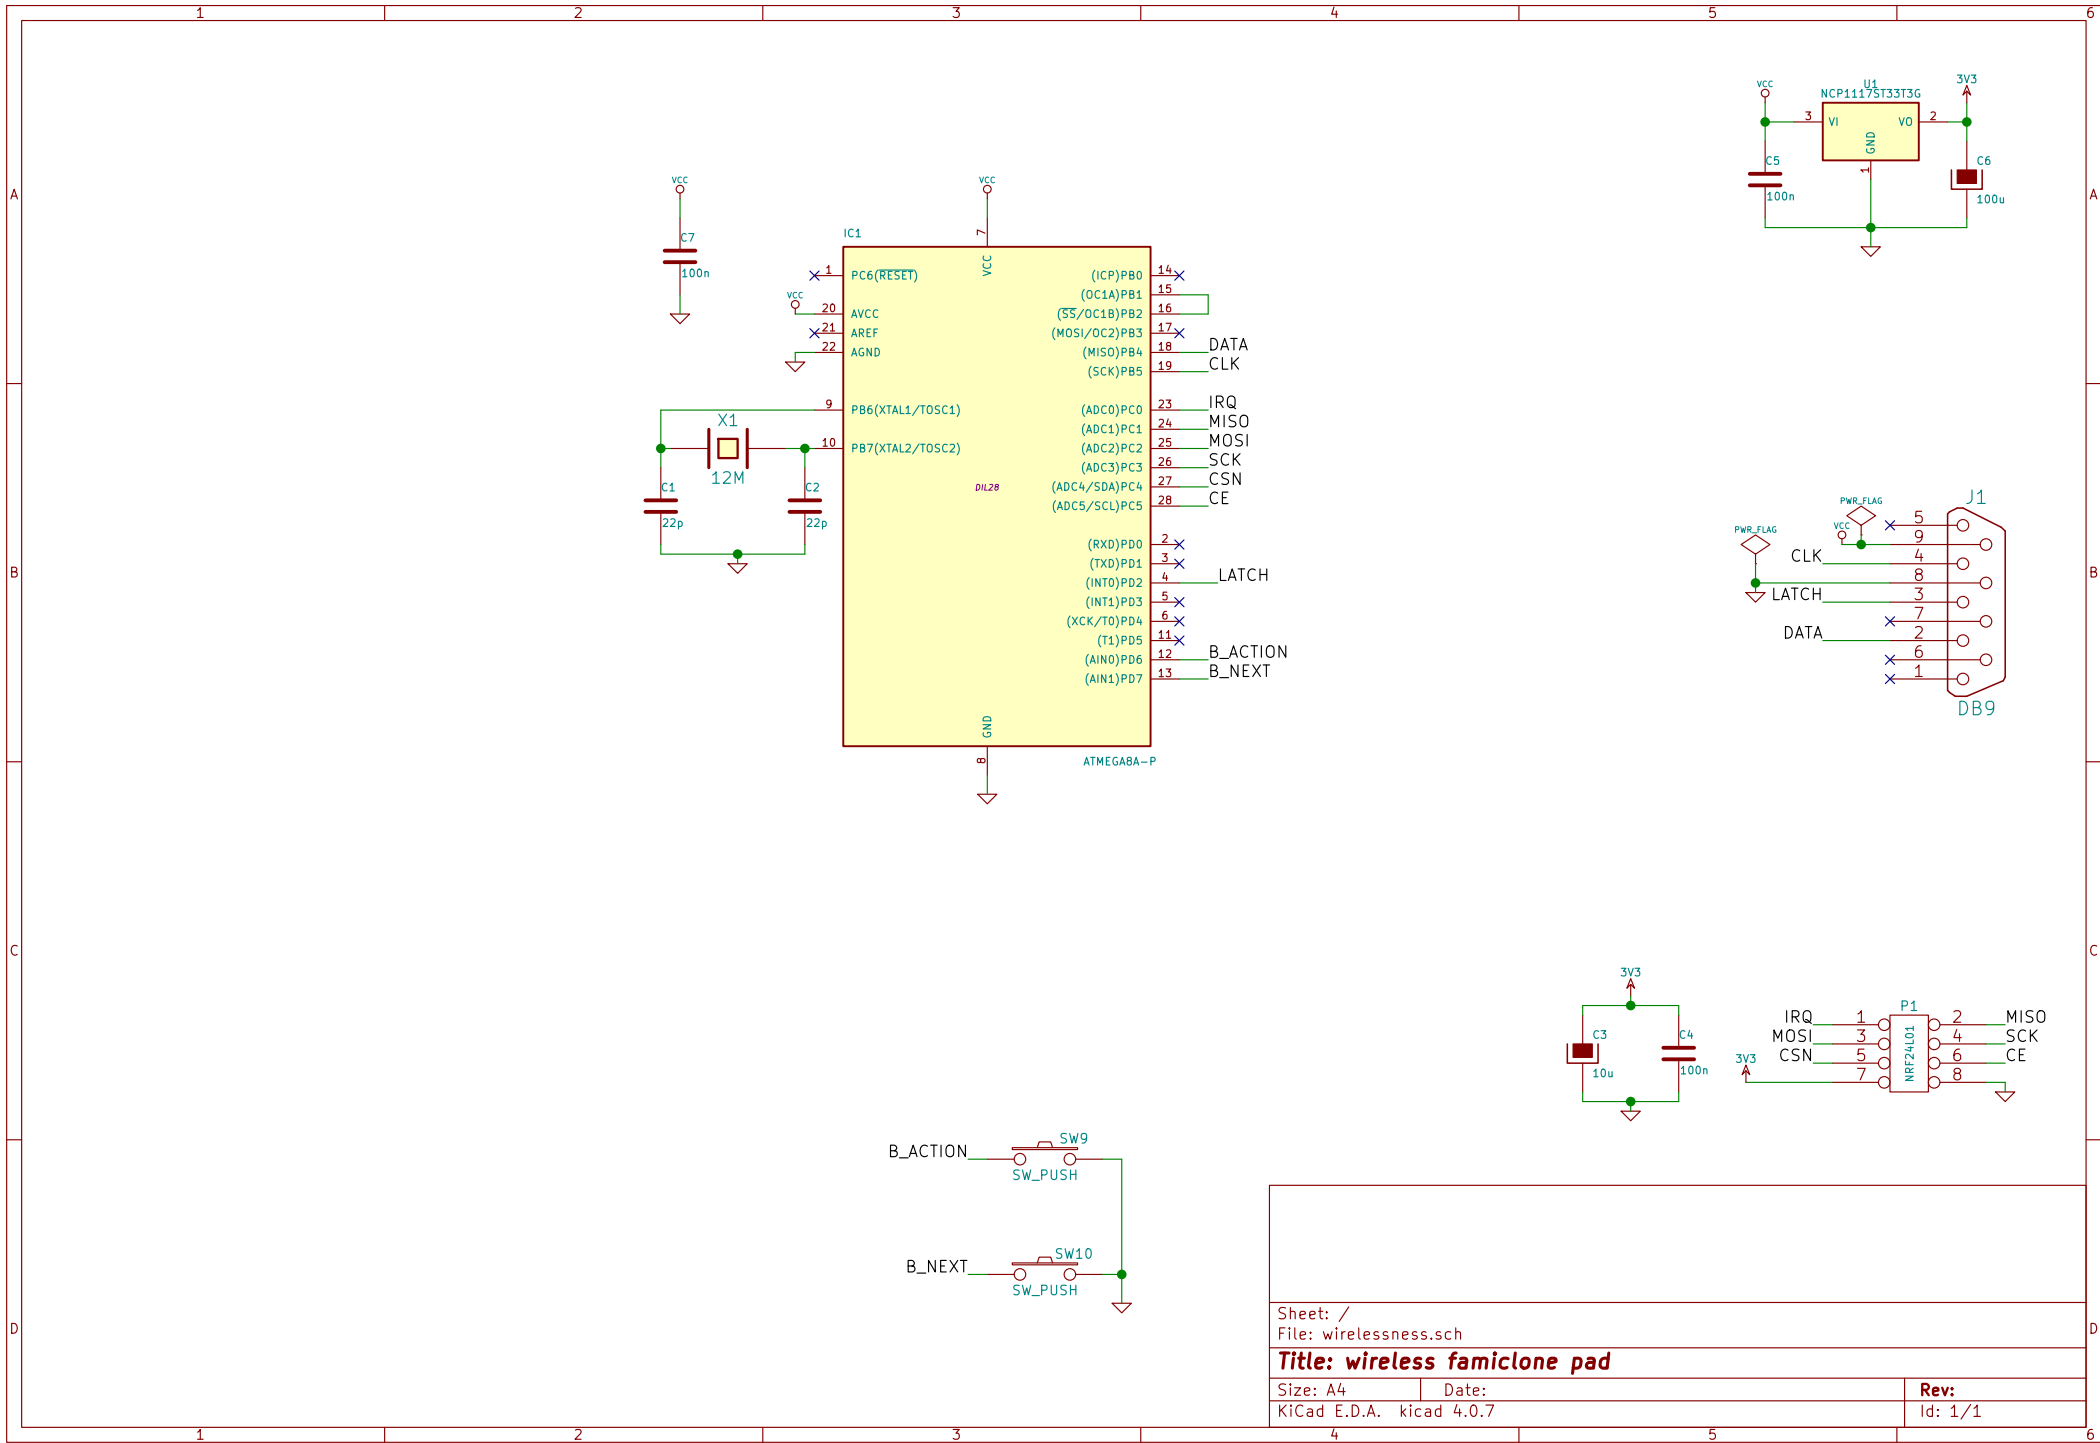 1 2 3 4 5 6
A A
B B
C C
D D
VCC
C7
100n
VCC
IC1
7
VCC
1 PC6(RESET)
VCC
20 AVCC
21 AREF
22 AGND
9 PB6(XTAL1/TOSC1)
10 PB7(XTAL2/TOSC2)
X1
12M
C1
22p
C2
22p
DIL28
(ICP)PB0 14
(OC1A)PB1 15
(SS/OC1B)PB2 16
(MOSI/OC2)PB3 17
(MISO)PB4 18 DATA
(SCK)PB5 19 CLK
(ADC0)PC0 23 IRQ
(ADC1)PC1 24 MISO
(ADC2)PC2 25 MOSI
(ADC3)PC3 26 SCK
(ADC4/SDA)PC4 27 CSN
(ADC5/SCL)PC5 28 CE
(RXD)PD0 2
(TXD)PD1 3
(INT0)PD2 4 LATCH
(INT1)PD3 5
(XCK/T0)PD4 6
(T1)PD5 11
(AIN0)PD6 12 B_ACTION
(AIN1)PD7 13 B_NEXT
GND
8
ATMEGA8A-P
VCC
U1
NCP1117ST33T3G
3V3
3 VI VO 2
GND
1
C5
100n
C6
100u
J1
PWR_FLAG
PWR_FLAG
VCC
5
9
CLK 4
8
LATCH 3
7
DATA 2
6
1
DB9
3V3
C3
10u
C4
100n
P1
NRF24L01
IRQ 1 2 MISO
MOSI 3 4 SCK
CSN 5 6 CE
3V3 7 8
B_ACTION SW9
SW_PUSH
B_NEXT SW10
SW_PUSH
Sheet: /
File: wirelessness.sch
Title: wireless famiclone pad
Size: A4 Date: Rev:
KiCad E.D.A. kicad 4.0.7 Id: 1/1
1 2 3 4 5 6